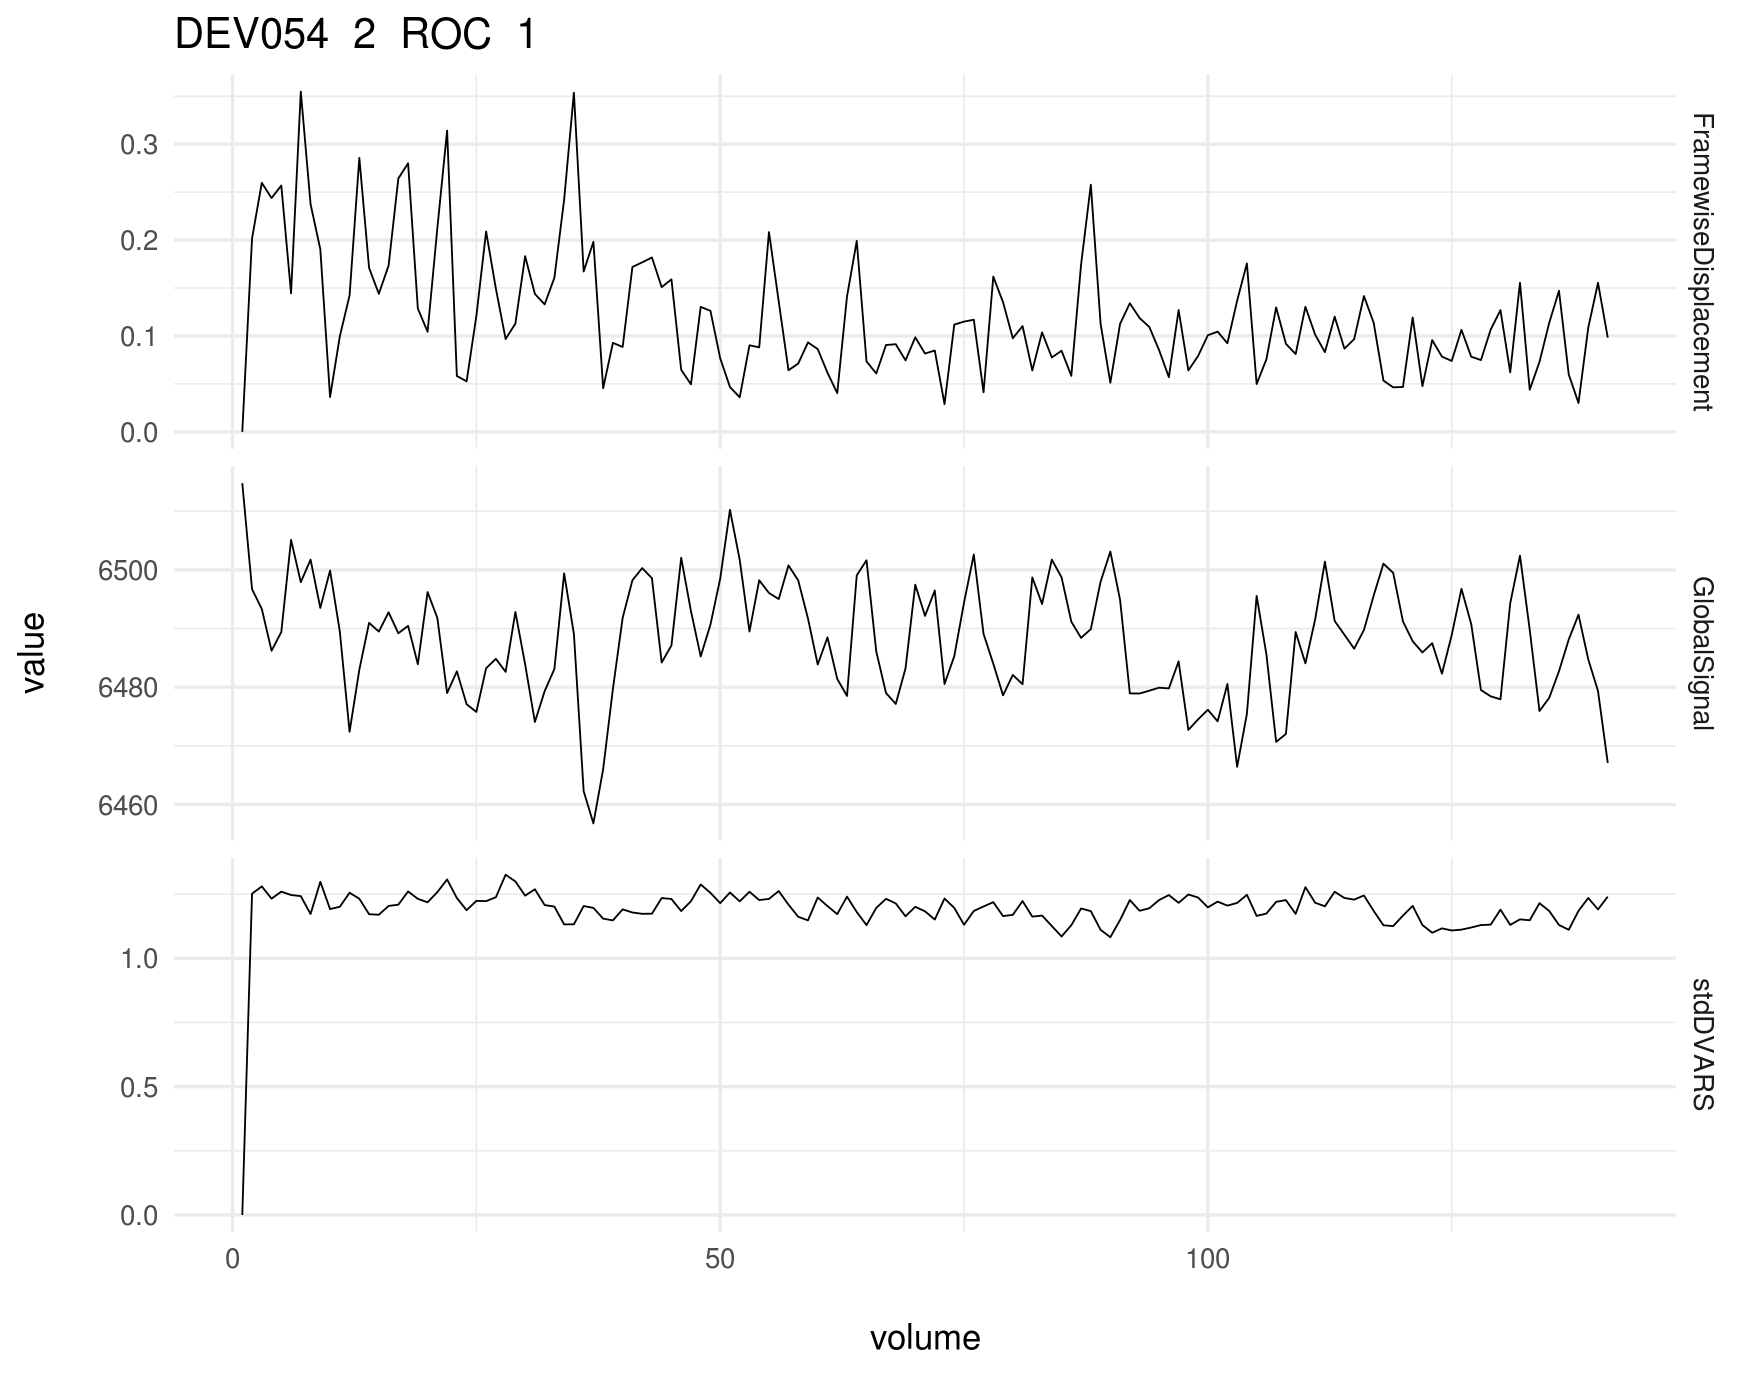 DEV054 2 ROC 1
0.3
0.2
0.1
0.0
FramewiseDisplacement
6500
6480
6460
GlobalSignal
value
1.0
0.5
0.0
stdDVARS
0 50 100
volume